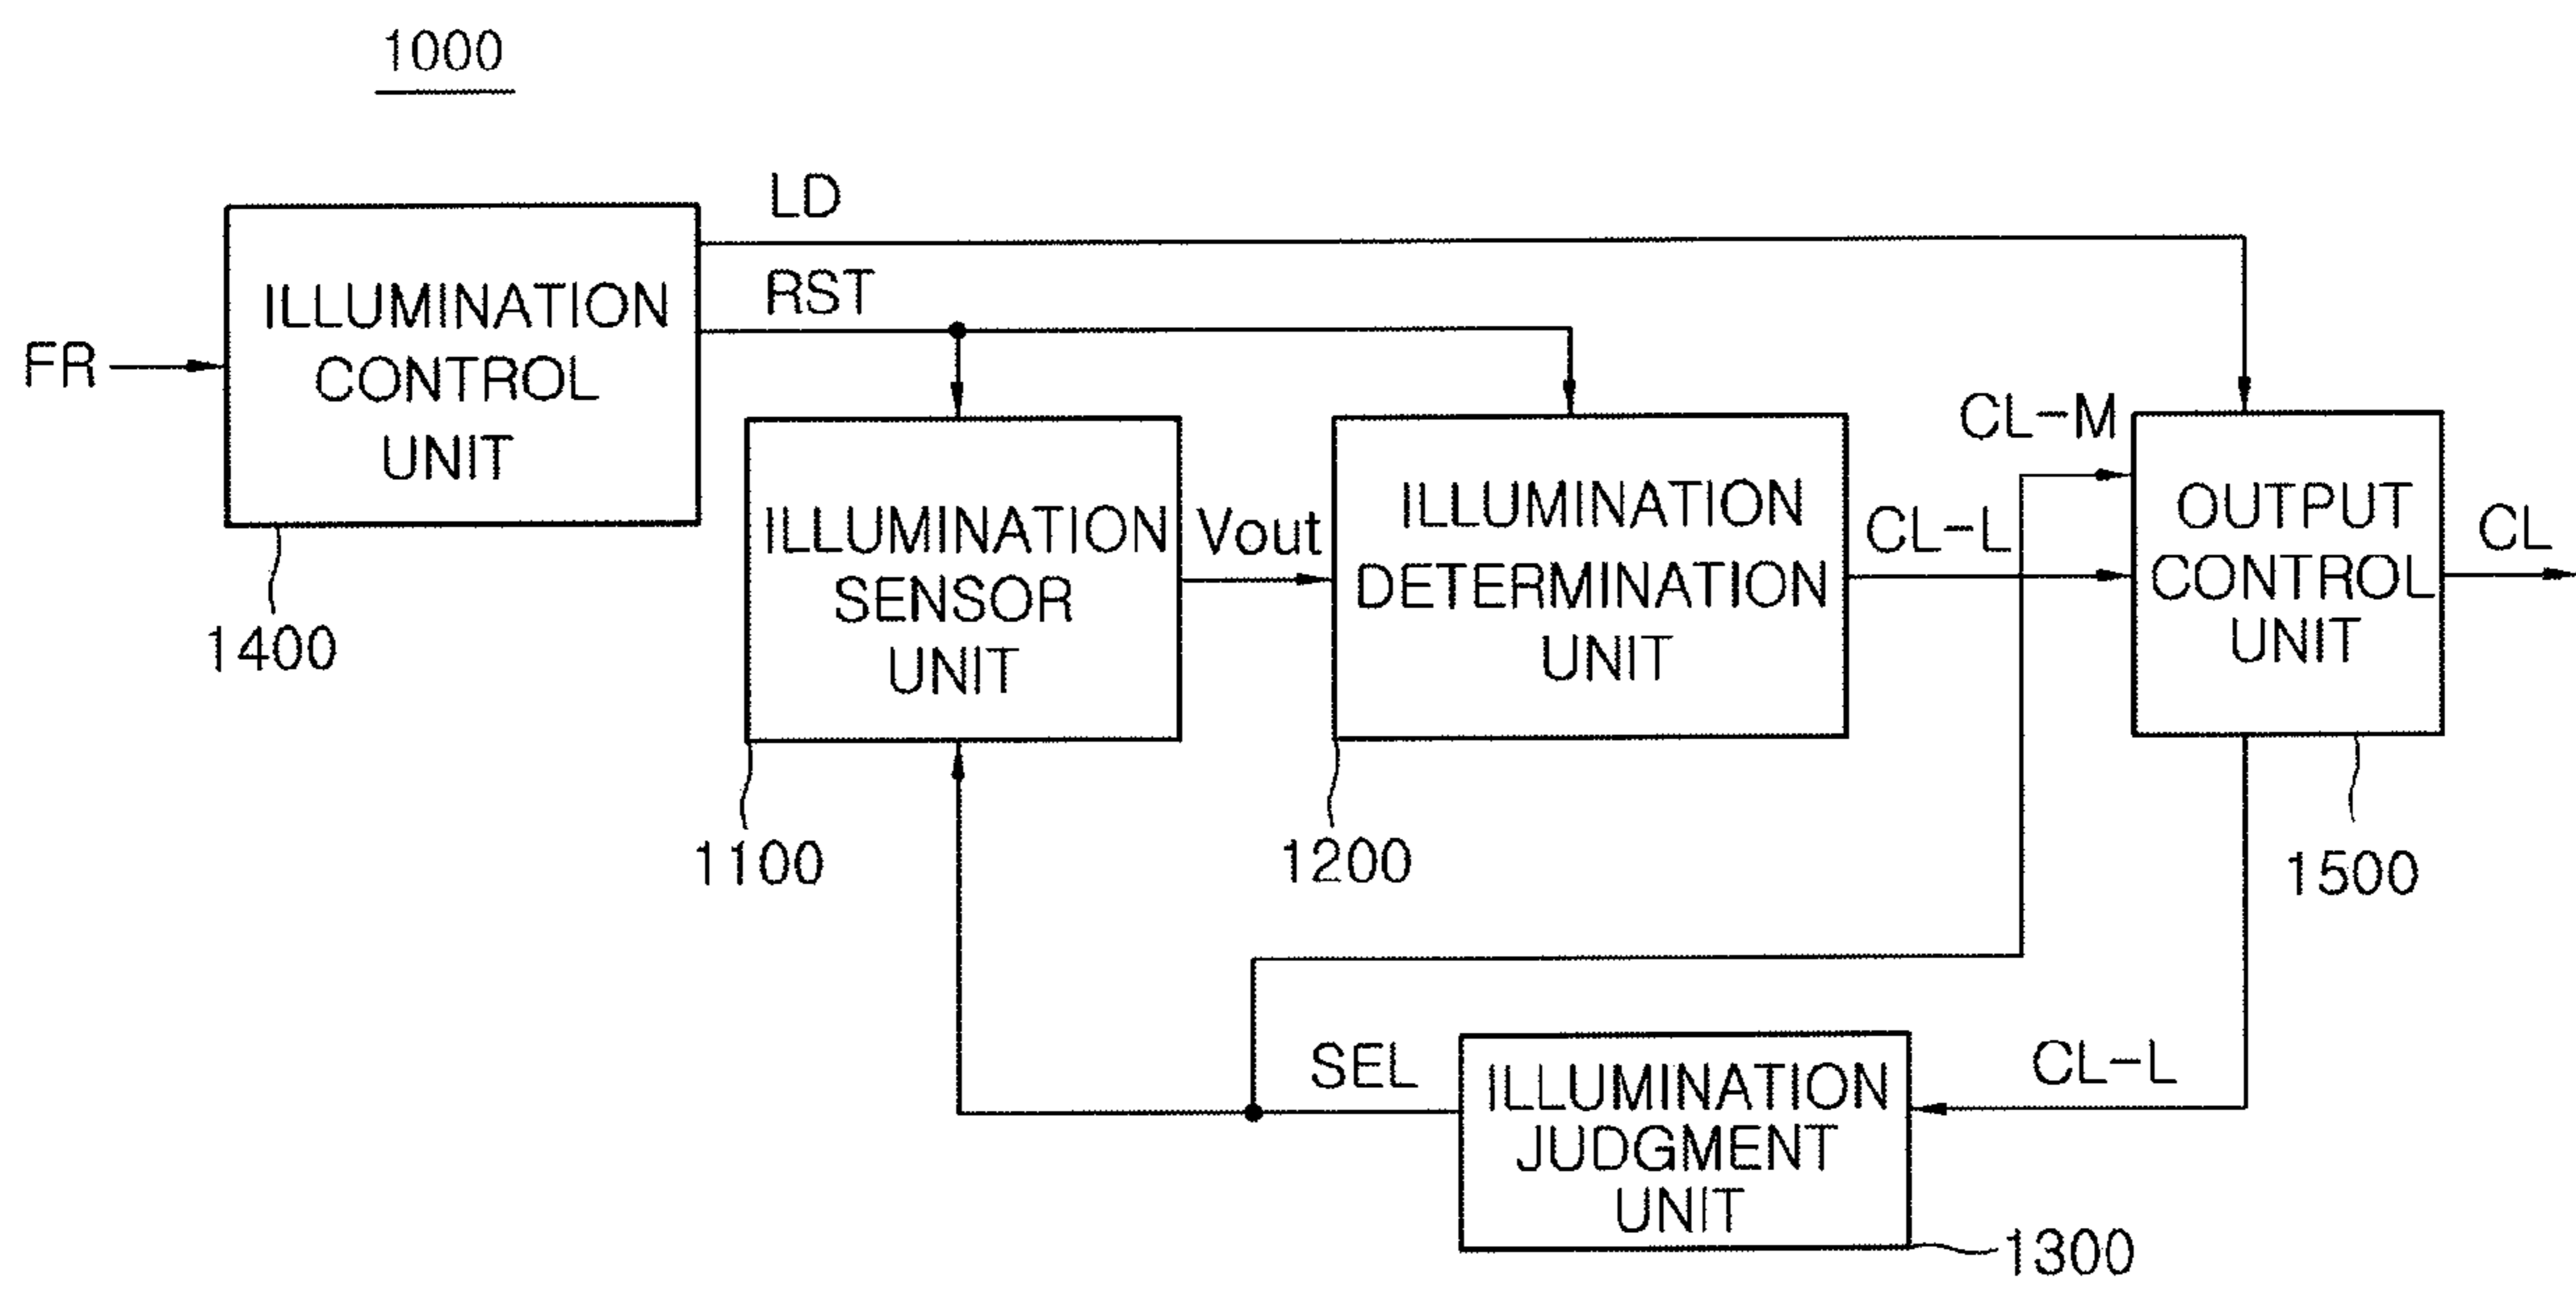 1000
LD
RST
FR
ILLUMINATION
CONTROL
UNIT
1400
ILLUMINATION
SENSOR
UNIT
1100
Vout
ILLUMINATION
DETERMINATION
UNIT
1200
CL-L
CL-M
OUTPUT
CONTROL
UNIT
1500
CL
SEL
ILLUMINATION
JUDGMENT
UNIT
1300
CL-L